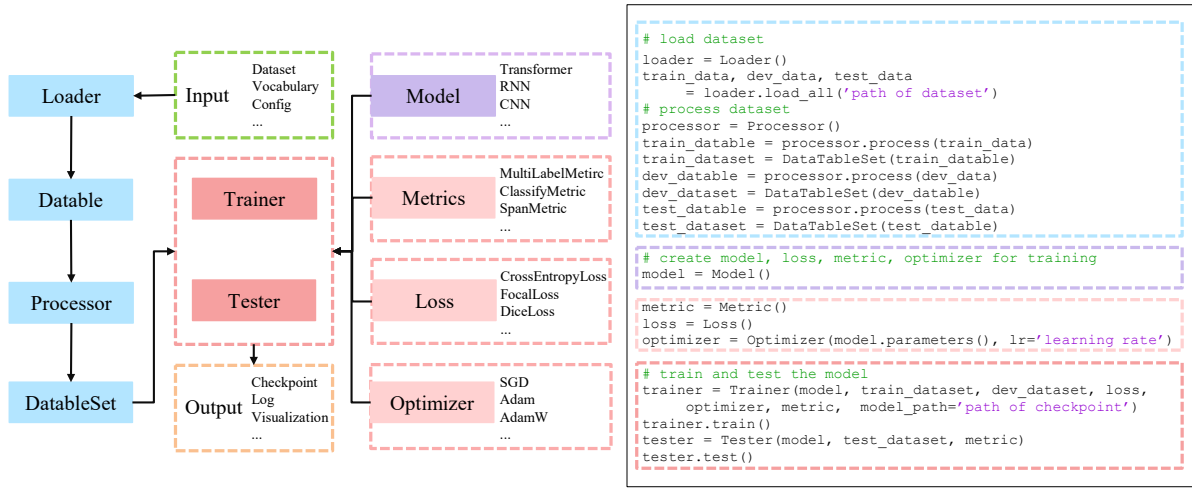 Loader
Datable
Processor
DatableSet
Input
Dataset
Vocabulary
Config
...
Trainer
Tester
Output
Checkpoint
Log
Visualization
...
Model
Transformer
RNN
CNN
...
Metrics
MultiLabelMetirc
ClassifyMetric
SpanMetric
...
Loss
CrossEntropyLoss
FocalLoss
DiceLoss
...
Optimizer
SGD
Adam
AdamW
...
# load dataset
loader = Loader()
train_data, dev_data, test_data
= loader.load_all('path of dataset')
# process dataset
processor = Processor()
train_datable = processor.process(train_data)
train_dataset = DataTableSet(train_datable)
dev_datable = processor.process(dev_data)
dev_dataset = DataTableSet(dev_datable)
test_datable = processor.process(test_data)
test_dataset = DataTableSet(test_datable)
# create model, loss, metric, optimizer for training
model = Model()
metric = Metric()
loss = Loss()
optimizer = Optimizer(model.parameters(), lr='learning rate')
# train and test the model
trainer = Trainer(model, train_dataset, dev_dataset, loss,
optimizer, metric, model_path='path of checkpoint')
trainer.train()
tester = Tester(model, test_dataset, metric)
tester.test()